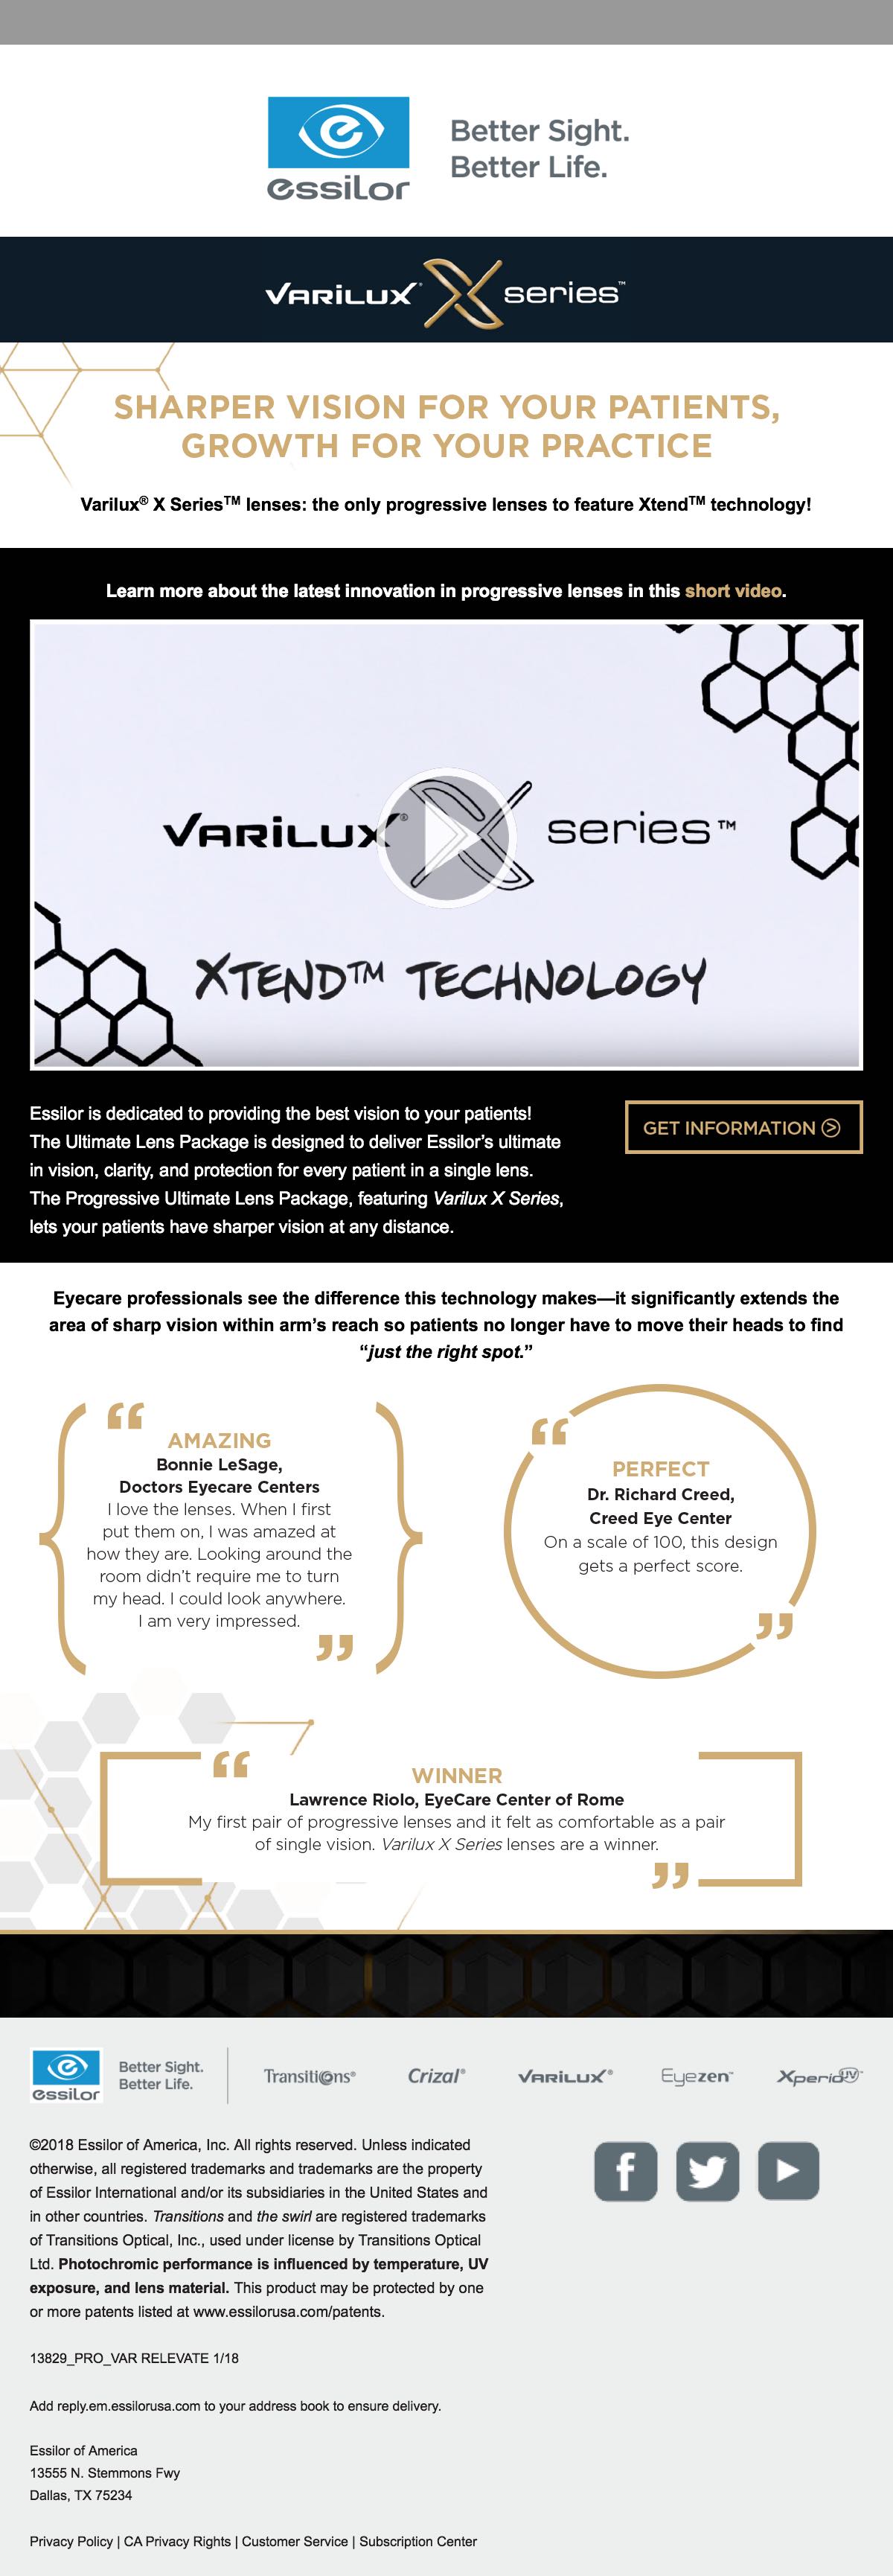 essilor
Better Sight.
Better Life.
VARILUX® X series™
SHARPER VISION FOR YOUR PATIENTS,
GROWTH FOR YOUR PRACTICE
Varilux® X Series™ lenses: the only progressive lenses to feature Xtend™ technology!
Learn more about the latest innovation in progressive lenses in this short video.
VARILUX® X series™
XTEND™ TECHNOLOGY
Essilor is dedicated to providing the best vision to your patients!
The Ultimate Lens Package is designed to deliver Essilor’s ultimate
in vision, clarity, and protection for every patient in a single lens.
The Progressive Ultimate Lens Package, featuring Varilux X Series,
lets your patients have sharper vision at any distance.
GET INFORMATION
Eyecare professionals see the difference this technology makes—it significantly extends the
area of sharp vision within arm’s reach so patients no longer have to move their heads to find
“just the right spot.”
“
AMAZING
Bonnie LeSage,
Doctors Eyecare Centers
I love the lenses. When I first
put them on, I was amazed at
how they are. Looking around the
room didn’t require me to turn
my head. I could look anywhere.
I am very impressed.
”
“
PERFECT
Dr. Richard Creed,
Creed Eye Center
On a scale of 100, this design
gets a perfect score.
”
“
WINNER
Lawrence Riolo, EyeCare Center of Rome
My first pair of progressive lenses and it felt as comfortable as a pair
of single vision. Varilux X Series lenses are a winner.
”
essilor
Better Sight.
Better Life.
Transitions® Crizal® VARILUX® Eyezen™ Xperio UV™
©2018 Essilor of America, Inc. All rights reserved. Unless indicated
otherwise, all registered trademarks and trademarks are the property
of Essilor International and/or its subsidiaries in the United States and
in other countries. Transitions and the swirl are registered trademarks
of Transitions Optical, Inc., used under license by Transitions Optical
Ltd. Photochromic performance is influenced by temperature, UV
exposure, and lens material. This product may be protected by one
or more patents listed at www.essilorusa.com/patents.
13829_PRO_VAR RELEVATE 1/18
Add reply.em.essilorusa.com to your address book to ensure delivery.
Essilor of America
13555 N. Stemmons Fwy
Dallas, TX 75234
Privacy Policy | CA Privacy Rights | Customer Service | Subscription Center